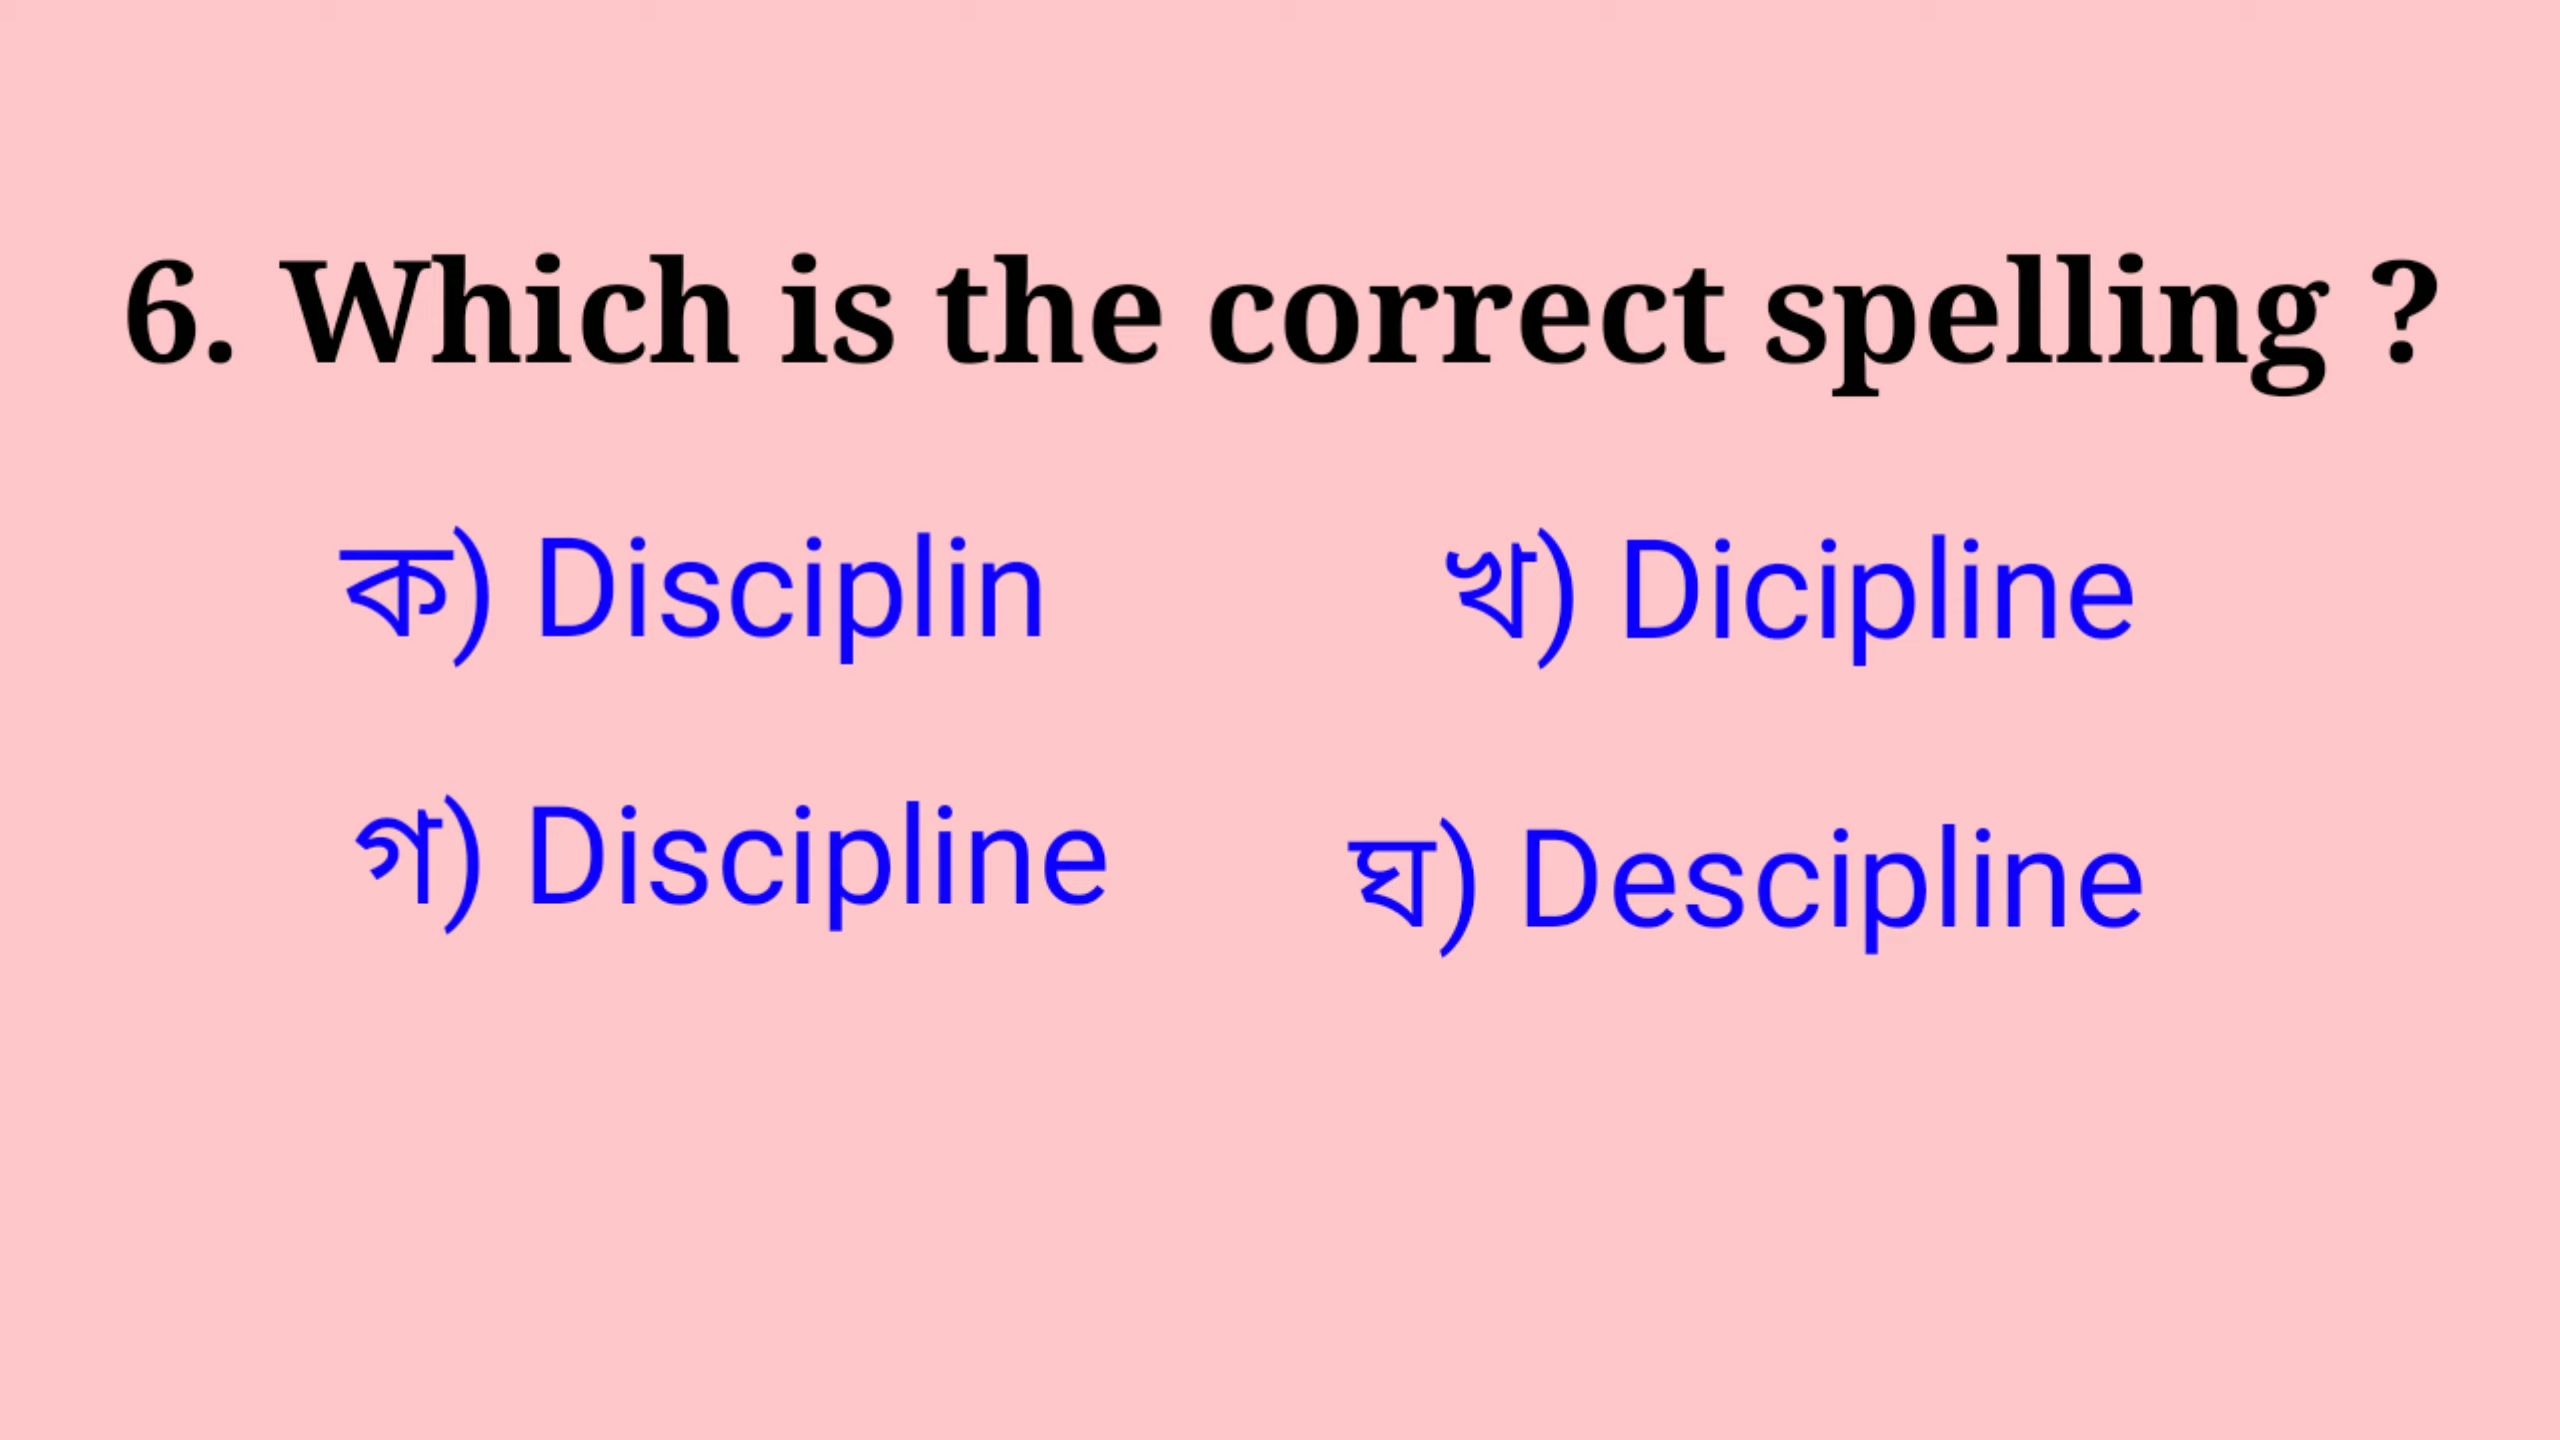 6. Which is the correct spelling ?
ক) Disciplin
খ) Dicipline
গ) Discipline
ঘ) Descipline